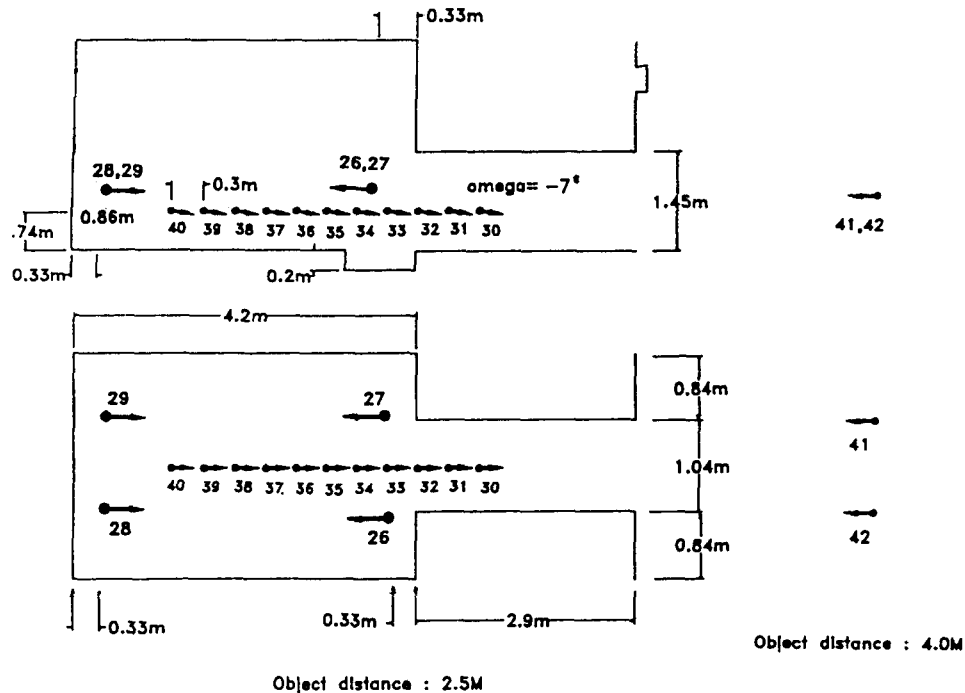 0.33m
28,29
26,27
0.3m
omega= -7°
0.86m
1.45m
.74m
40 39 38 37 36 35 34 33 32 31 30
41,42
0.33m
0.2m
4.2m
29
27
0.84m
41
1.04m
40 39 38 37. 36 35 34 33 32 31 30
28
26
42
0.84m
0.33m
0.33m
2.9m
Object distance : 4.0M
Object distance : 2.5M